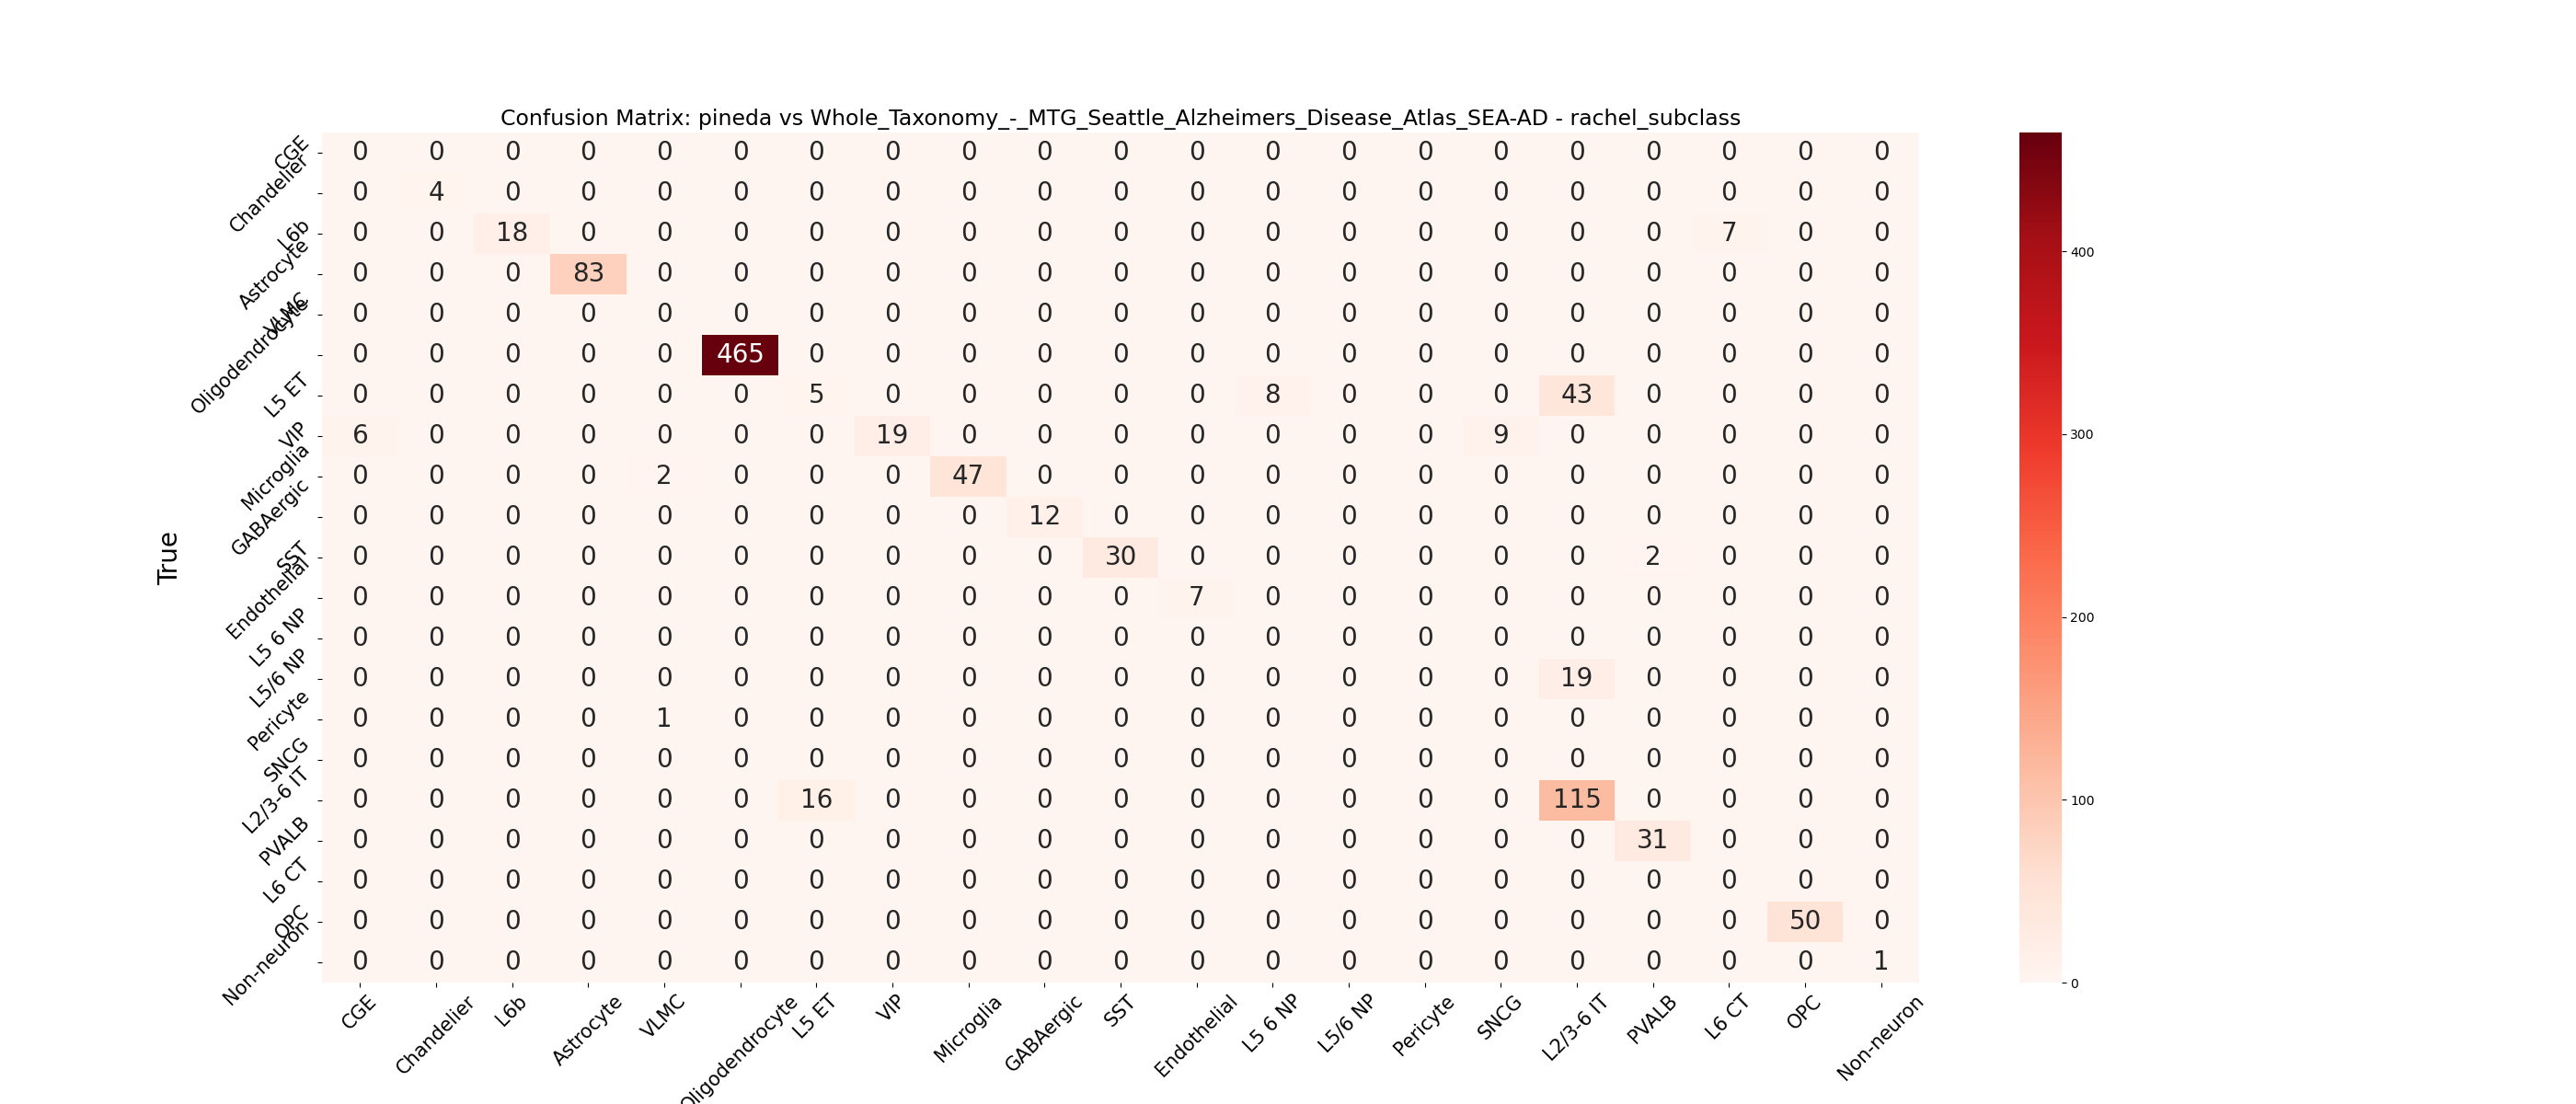 Confusion Matrix: pineda vs Whole_Taxonomy_-_MTG_Seattle_Alzheimers_Disease_Atlas_SEA-AD - rachel_subclass
CGE 0 0 0 0 0 0 0 0 0 0 0 0 0 0 0 0 0 0 0 0 0
Chandelier 0 4 0 0 0 0 0 0 0 0 0 0 0 0 0 0 0 0 0 0 0
L6b 0 0 18 0 0 0 0 0 0 0 0 0 0 0 0 0 0 0 7 0 0
Astrocyte 0 0 0 83 0 0 0 0 0 0 0 0 0 0 0 0 0 0 0 0 0
VLMC 0 0 0 0 0 0 0 0 0 0 0 0 0 0 0 0 0 0 0 0 0
Oligodendrocyte 0 0 0 0 0 465 0 0 0 0 0 0 0 0 0 0 0 0 0 0 0
L5 ET 0 0 0 0 0 0 5 0 0 0 0 0 8 0 0 0 43 0 0 0 0
VIP 6 0 0 0 0 0 0 19 0 0 0 0 0 0 0 9 0 0 0 0 0
Microglia 0 0 0 0 2 0 0 0 47 0 0 0 0 0 0 0 0 0 0 0 0
GABAergic 0 0 0 0 0 0 0 0 0 12 0 0 0 0 0 0 0 0 0 0 0
SST 0 0 0 0 0 0 0 0 0 0 30 0 0 0 0 0 0 2 0 0 0
Endothelial 0 0 0 0 0 0 0 0 0 0 0 7 0 0 0 0 0 0 0 0 0
L5 6 NP 0 0 0 0 0 0 0 0 0 0 0 0 0 0 0 0 0 0 0 0 0
L5/6 NP 0 0 0 0 0 0 0 0 0 0 0 0 0 0 0 0 19 0 0 0 0
Pericyte 0 0 0 0 1 0 0 0 0 0 0 0 0 0 0 0 0 0 0 0 0
SNCG 0 0 0 0 0 0 0 0 0 0 0 0 0 0 0 0 0 0 0 0 0
L2/3-6 IT 0 0 0 0 0 0 16 0 0 0 0 0 0 0 0 0 115 0 0 0 0
PVALB 0 0 0 0 0 0 0 0 0 0 0 0 0 0 0 0 0 31 0 0 0
L6 CT 0 0 0 0 0 0 0 0 0 0 0 0 0 0 0 0 0 0 0 0 0
OPC 0 0 0 0 0 0 0 0 0 0 0 0 0 0 0 0 0 0 0 50 0
Non-neuron 0 0 0 0 0 0 0 0 0 0 0 0 0 0 0 0 0 0 0 0 1
True
CGE Chandelier L6b Astrocyte VLMC Oligodendrocyte L5 ET VIP Microglia GABAergic SST Endothelial L5 6 NP L5/6 NP Pericyte SNCG L2/3-6 IT PVALB L6 CT OPC Non-neuron
400
300
200
100
0